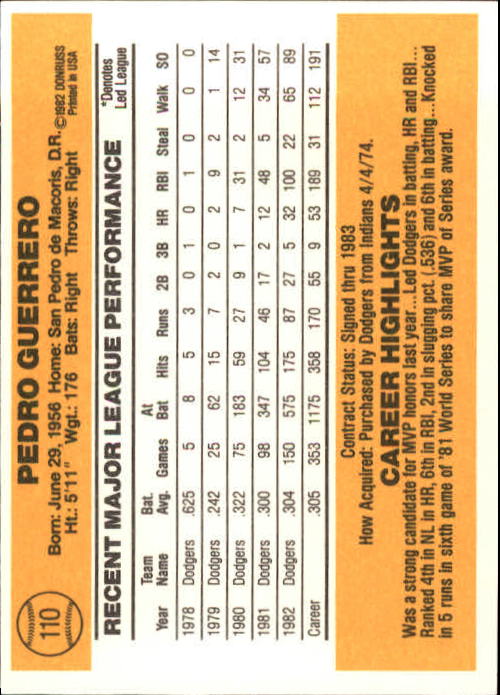 110
PEDRO GUERRERO
Born: June 29, 1956 Home: San Pedro de Macoris, D.R.
Ht.: 5'11" Wgt.: 176 Bats: Right Throws: Right
©1982 DONRUSS
Printed in USA
RECENT MAJOR LEAGUE PERFORMANCE
*Denotes
Led League
Year Team Name Bat. Avg. Games At Bat Hits Runs 2B 3B HR RBI Steal Walk SO
1978 Dodgers .625 5 8 5 3 0 1 0 1 0 0 0
1979 Dodgers .242 25 62 15 7 2 0 2 9 2 1 14
1980 Dodgers .322 75 183 59 27 9 1 7 31 2 12 31
1981 Dodgers .300 98 347 104 46 17 2 12 48 5 34 57
1982 Dodgers .304 150 575 175 87 27 5 32 100 22 65 89
Career .305 353 1175 358 170 55 9 53 189 31 112 191
Contract Status: Signed thru 1983
How Acquired: Purchased by Dodgers from Indians 4/4/74.
CAREER HIGHLIGHTS
Was a strong candidate for MVP honors last year...Led Dodgers in batting, HR and RBI...
Ranked 4th in NL in HR, 6th in RBI, 2nd in slugging pct. (.536) and 6th in batting...Knocked
in 5 runs in sixth game of '81 World Series to share MVP of Series award.